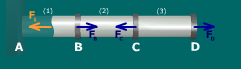 (1) (2) (3)
F
F F F
A B C D